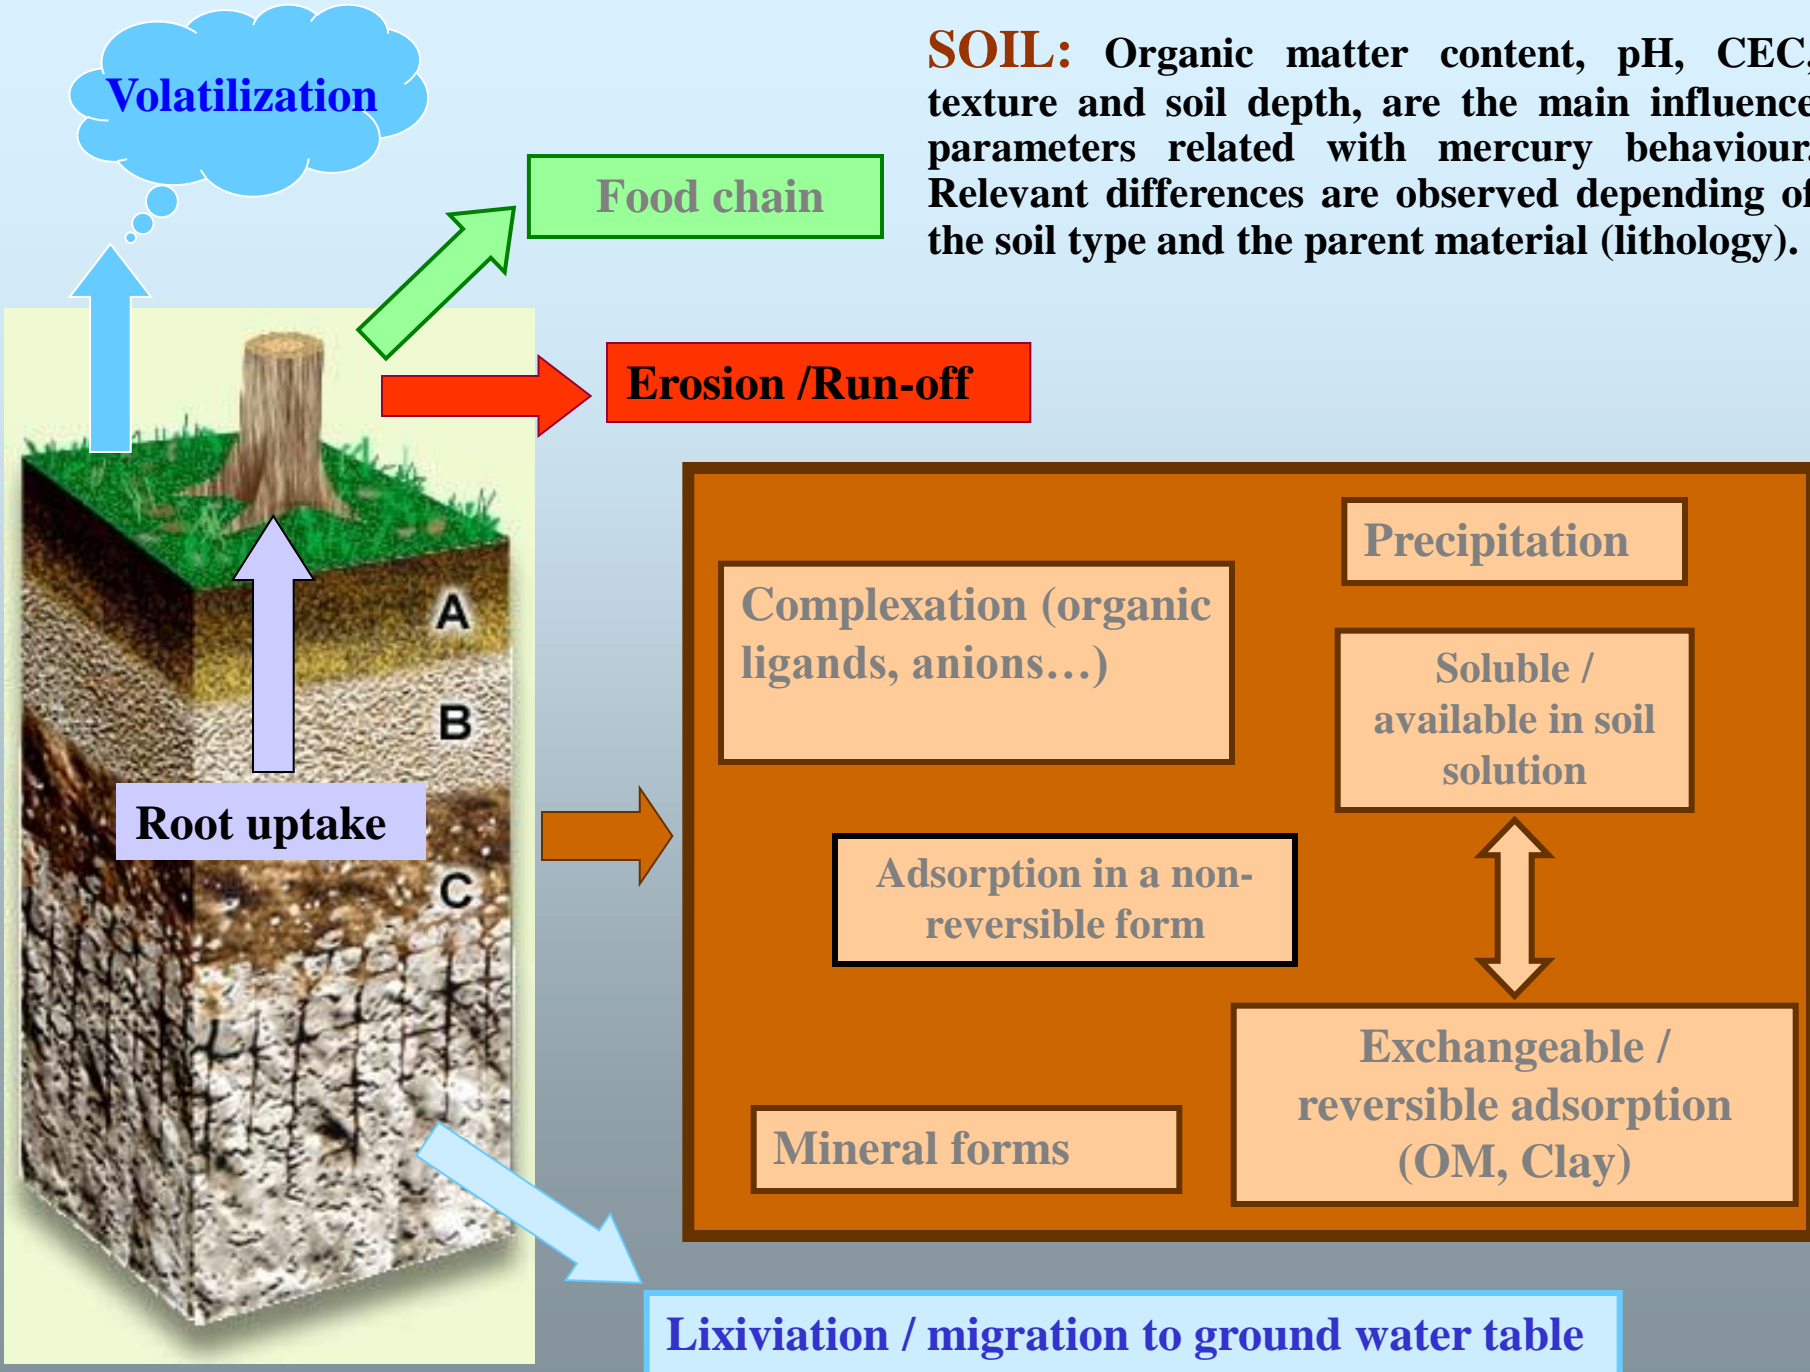 Volatilization
SOIL: Organic matter content, pH, CEC,
texture and soil depth, are the main influence
parameters related with mercury behaviour.
Relevant differences are observed depending of
the soil type and the parent material (lithology).
Food chain
Erosion /Run-off
Precipitation
Complexation (organic
ligands, anions…)
Soluble /
available in soil
solution
A
B
Root uptake
C
Adsorption in a non-
reversible form
Exchangeable /
reversible adsorption
(OM, Clay)
Mineral forms
Lixiviation / migration to ground water table